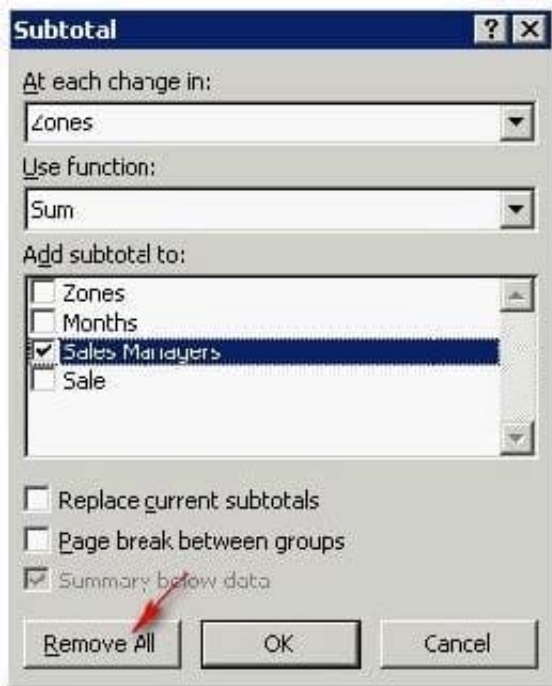 Subtotal
At each change in:
Zones
Use function:
Sum
Add subtotal to:
Zones
Months
Sales Managers
Sale
Replace current subtotals
Page break between groups
Summary below data
Remove All
OK
Cancel